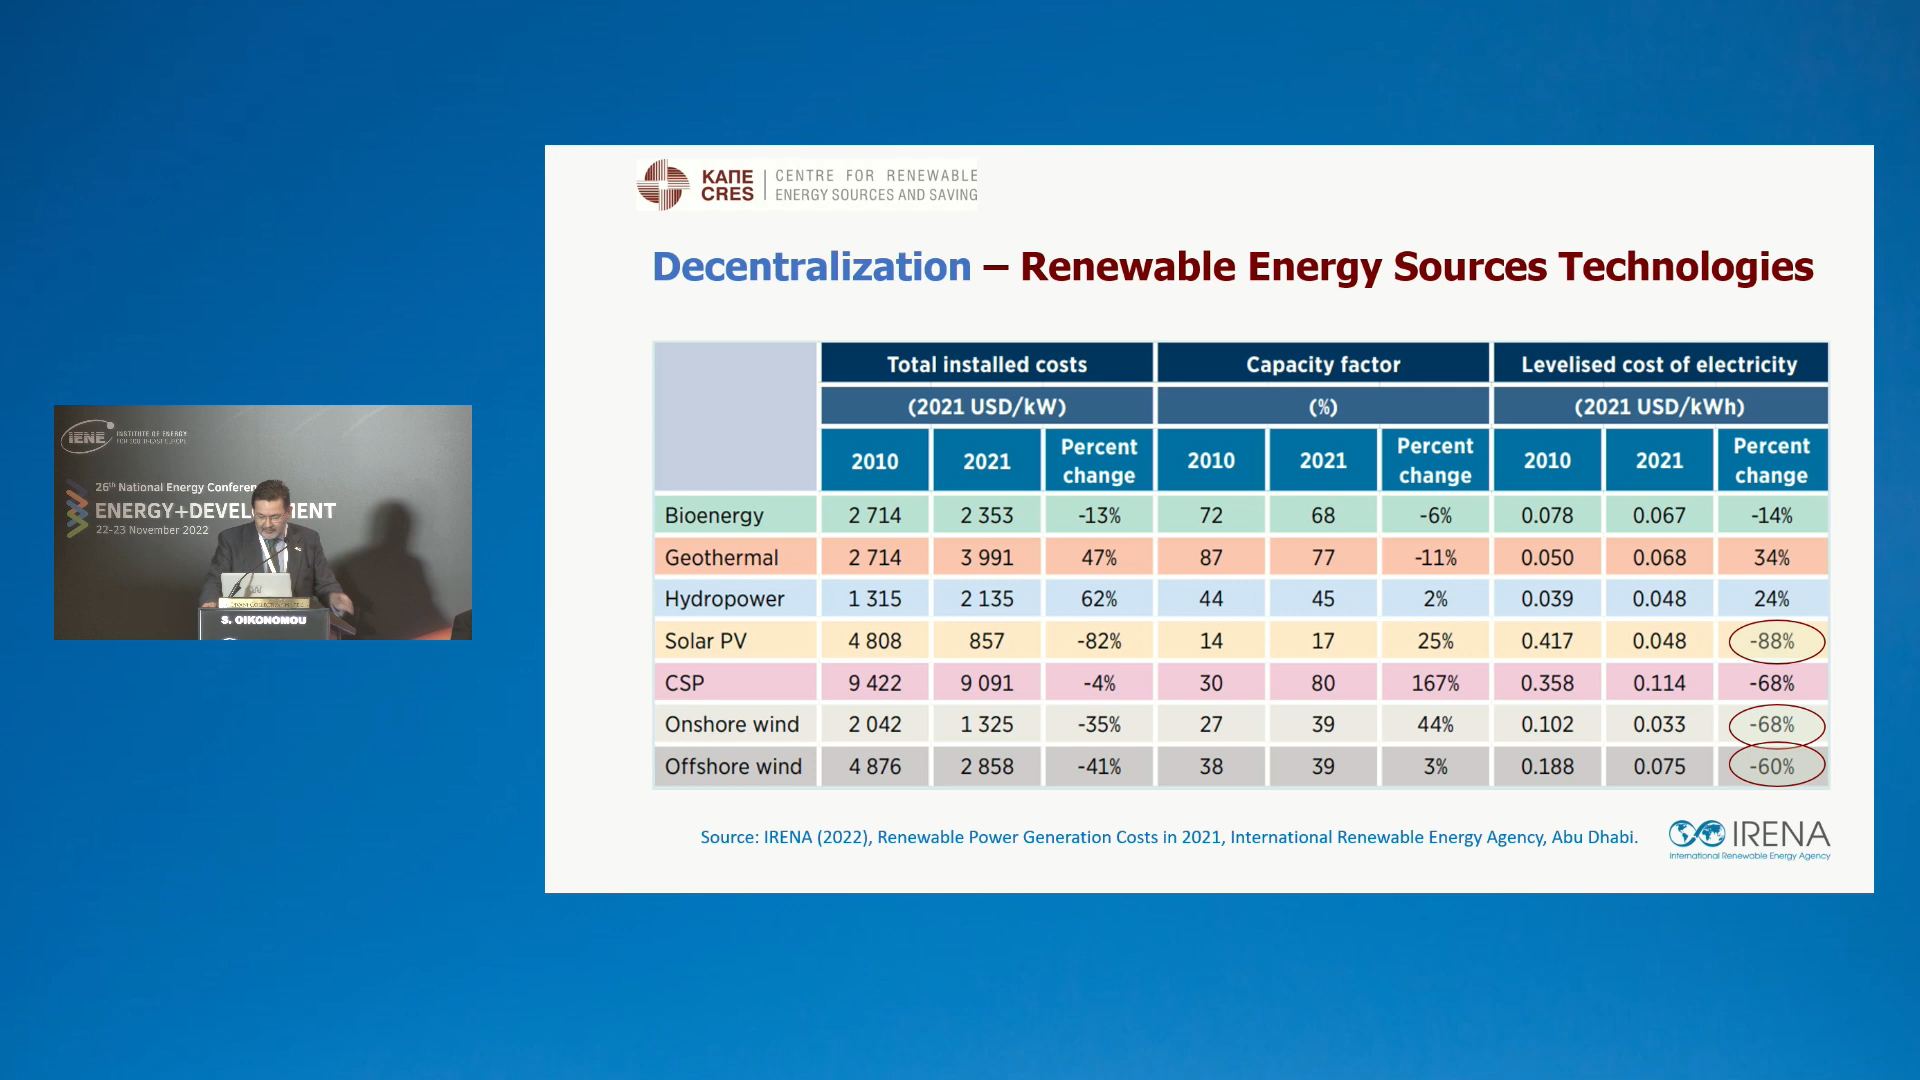 IENE
INSTITUTE OF ENERGY
FOR SOUTH-EAST EUROPE
26th National Energy Conferen
ENERGY+DEVEL MENT
22-23 November 2022
S. OIKONOMOU
ΚΑΠΕ
CRES
CENTRE FOR RENEWABLE
ENERGY SOURCES AND SAVING
Decentralization – Renewable Energy Sources Technologies
Total installed costs Capacity factor Levelised cost of electricity
(2021 USD/kW) (%) (2021 USD/kWh)
2010 2021 Percent change 2010 2021 Percent change 2010 2021 Percent change
Bioenergy 2 714 2 353 -13% 72 68 -6% 0.078 0.067 -14%
Geothermal 2 714 3 991 47% 87 77 -11% 0.050 0.068 34%
Hydropower 1 315 2 135 62% 44 45 2% 0.039 0.048 24%
Solar PV 4 808 857 -82% 14 17 25% 0.417 0.048 -88%
CSP 9 422 9 091 -4% 30 80 167% 0.358 0.114 -68%
Onshore wind 2 042 1 325 -35% 27 39 44% 0.102 0.033 -68%
Offshore wind 4 876 2 858 -41% 38 39 3% 0.188 0.075 -60%
Source: IRENA (2022), Renewable Power Generation Costs in 2021, International Renewable Energy Agency, Abu Dhabi.
IRENA
International Renewable Energy Agency